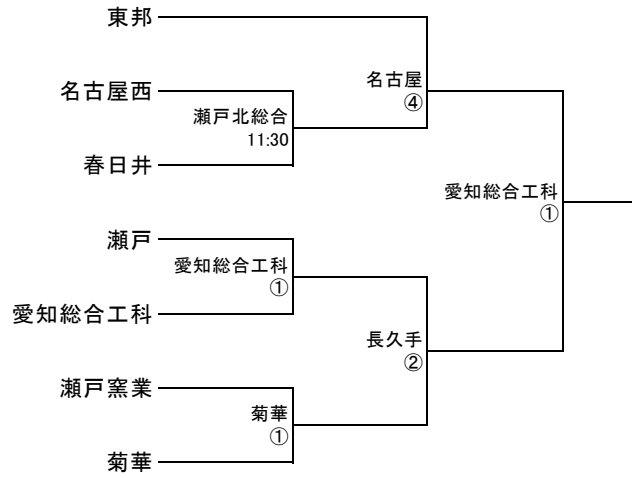 東邦
名古屋西
春日井
瀬戸
愛知総合工科
瀬戸窯業
菊華
瀬戸北総合
11:30
愛知総合工科
①
菊華
①
名古屋
④
長久手
②
愛知総合工科
①